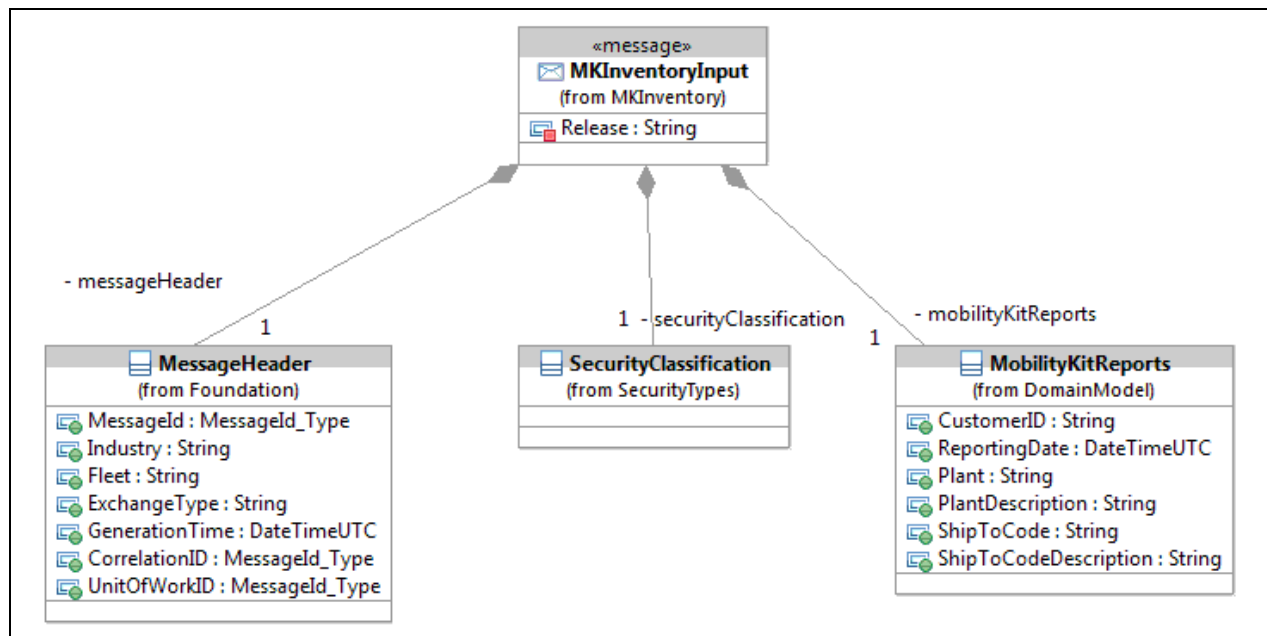 «message»
MKInventoryInput
(from MKInventory)
Release : String
- messageHeader
1
1 - securityClassification
- mobilityKitReports
1
MessageHeader
(from Foundation)
MessageId : MessageId_Type
Industry : String
Fleet : String
ExchangeType : String
GenerationTime : DateTimeUTC
CorrelationID : MessageId_Type
UnitOfWorkID : MessageId_Type
SecurityClassification
(from SecurityTypes)
MobilityKitReports
(from DomainModel)
CustomerID : String
ReportingDate : DateTimeUTC
Plant : String
PlantDescription : String
ShipToCode : String
ShipToCodeDescription : String